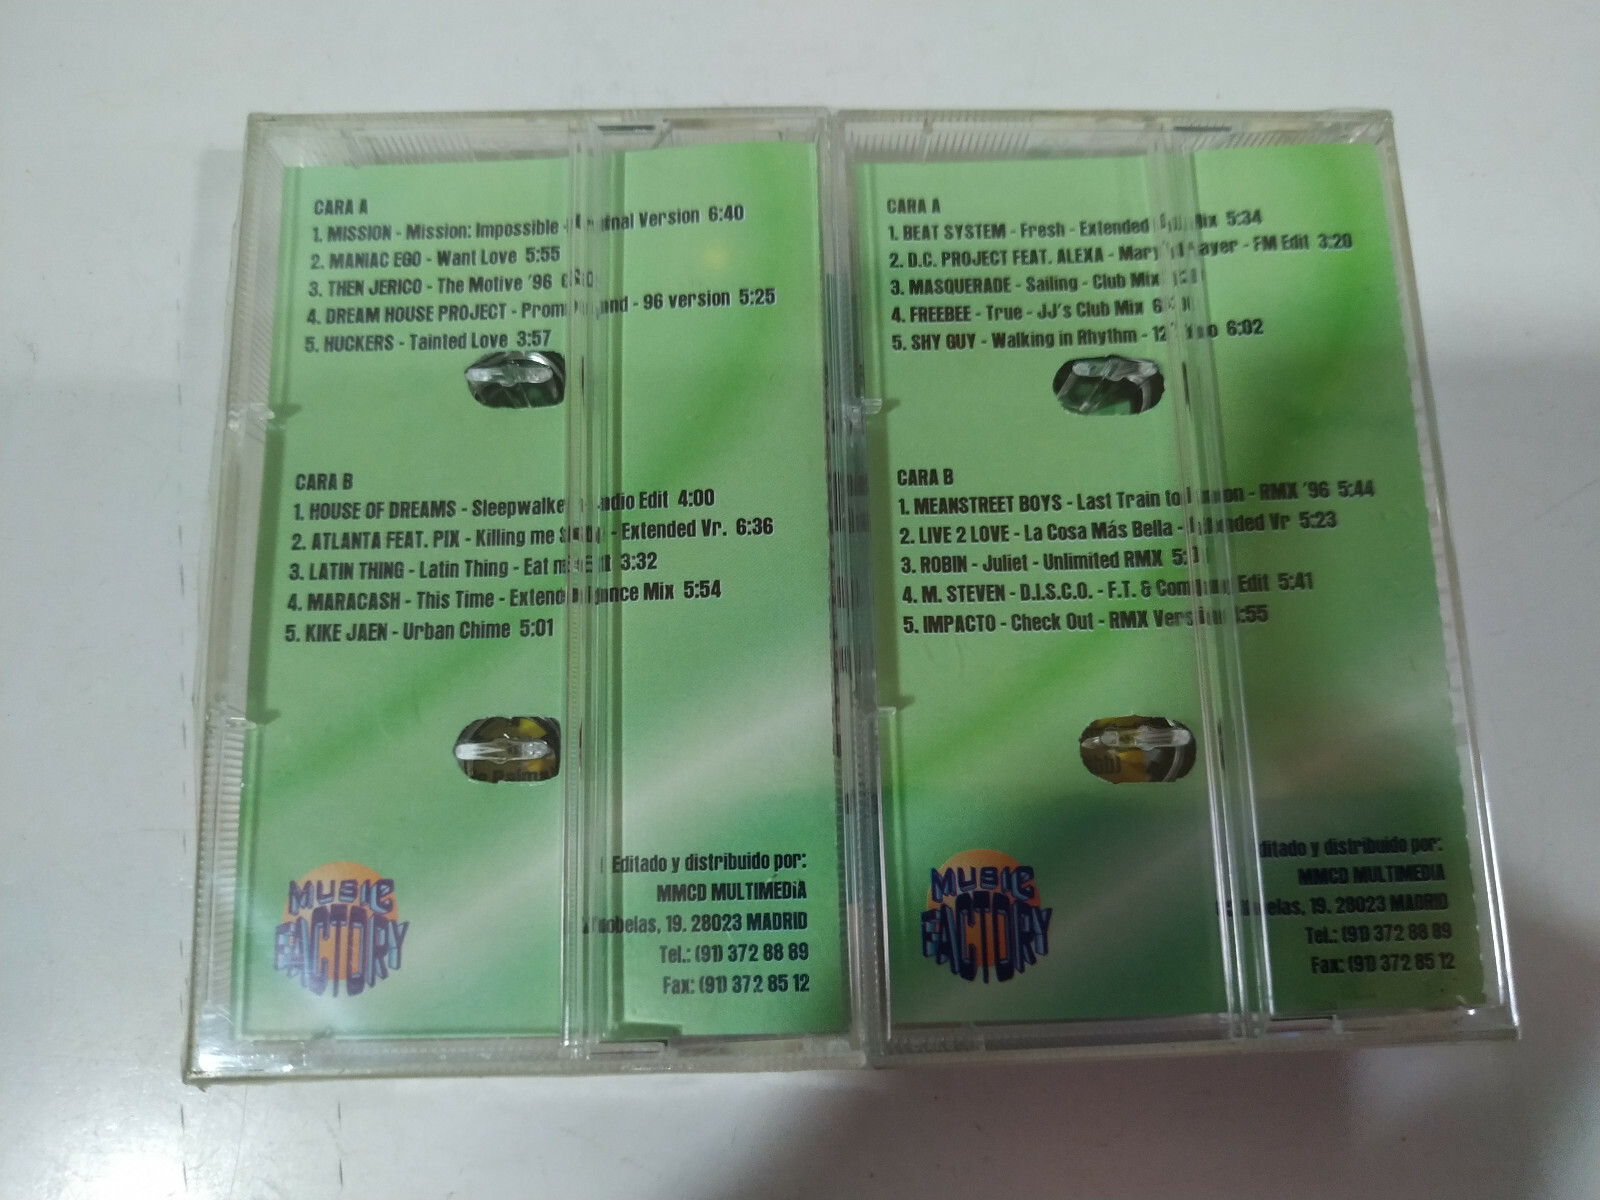 CARA A
1. MISSION - Mission: Impossible - Version 6:40
2. MANIAC EGO - Want Love 5:55
3. THEN JERICO - The Motive '96
4. DREAM HOUSE PROJECT - - 96 version 5:25
5. HUCKERS - Tainted Love 3:57
CARA B
1. HOUSE OF DREAMS - Edit 4:00
2. ATLANTA FEAT. PIX - Killing me - Extended Vr. 6:36
3. LATIN THING - Latin Thing - Eat 3:32
4. MARACASH - This Time - Mix 5:54
5. KIKE JAEN - Urban Chime 5:01
MUSIC
FACTORY
Editado y distribuido por:
MMCD MULTIMEDIA
19. 28023 MADRID
Tel.: (91) 372 88 89
Fax: (91) 372 85 12
CARA A
1. BEAT SYSTEM - Fresh - Extended Mix 5:34
2. D.C. PROJECT FEAT. ALEXA - - FM Edit 3:20
3. MASQUERADE - Sailing - Club Mix
4. FREEBEE - True - JJ's Club Mix
5. SHY GUY - Walking in Rhythm - 6:02
CARA B
1. MEANSTREET BOYS - Last Train to - RMX '96 5:44
2. LIVE 2 LOVE - La Cosa Más Bella - Vr 5:23
3. ROBIN - Juliet - Unlimited RMX
4. M. STEVEN - D.I.S.C.O. - F.T. & Edit 5:41
5. IMPACTO - Check Out - RMX
MUSIC
FACTORY
distribuido por:
MMCD MULTIMEDIA
19. 28023 MADRID
Tel.: (91) 372 88 89
Fax: (91) 372 85 12